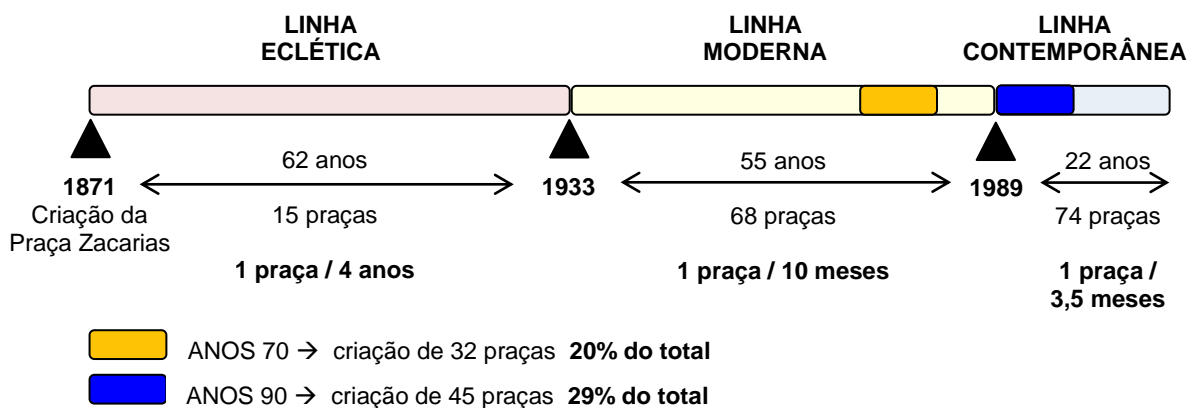 LINHA
ECLÉTICA
LINHA
MODERNA
LINHA
CONTEMPORÂNEA
62 anos
55 anos
22 anos
1871
1933
1989
Criação da
Praça Zacarias
15 praças
68 praças
74 praças
1 praça / 4 anos
1 praça / 10 meses
1 praça /
3,5 meses
ANOS 70 → criação de 32 praças 20% do total
ANOS 90 → criação de 45 praças 29% do total